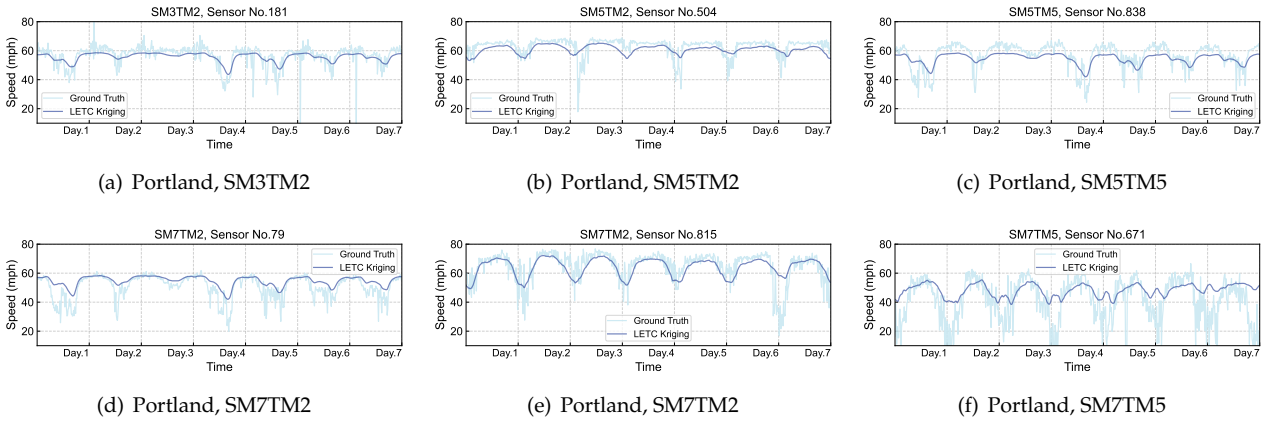 SM3TM2, Sensor No.181
80
60
40
20
Speed (mph)
Ground Truth
LETC Kriging
Day.1 Day.2 Day.3 Day.4 Day.5 Day.6 Day.7
Time
(a) Portland, SM3TM2
SM5TM2, Sensor No.504
80
60
40
20
Speed (mph)
Ground Truth
LETC Kriging
Day.1 Day.2 Day.3 Day.4 Day.5 Day.6 Day.7
Time
(b) Portland, SM5TM2
SM5TM5, Sensor No.838
80
60
40
20
Speed (mph)
Ground Truth
LETC Kriging
Day.1 Day.2 Day.3 Day.4 Day.5 Day.6 Day.7
Time
(c) Portland, SM5TM5
SM7TM2, Sensor No.79
80
60
40
20
Speed (mph)
Ground Truth
LETC Kriging
Day.1 Day.2 Day.3 Day.4 Day.5 Day.6 Day.7
Time
(d) Portland, SM7TM2
SM7TM2, Sensor No.815
80
60
40
20
Speed (mph)
Ground Truth
LETC Kriging
Day.1 Day.2 Day.3 Day.4 Day.5 Day.6 Day.7
Time
(e) Portland, SM7TM2
SM7TM5, Sensor No.671
80
60
40
20
Speed (mph)
Ground Truth
LETC Kriging
Day.1 Day.2 Day.3 Day.4 Day.5 Day.6 Day.7
Time
(f) Portland, SM7TM5